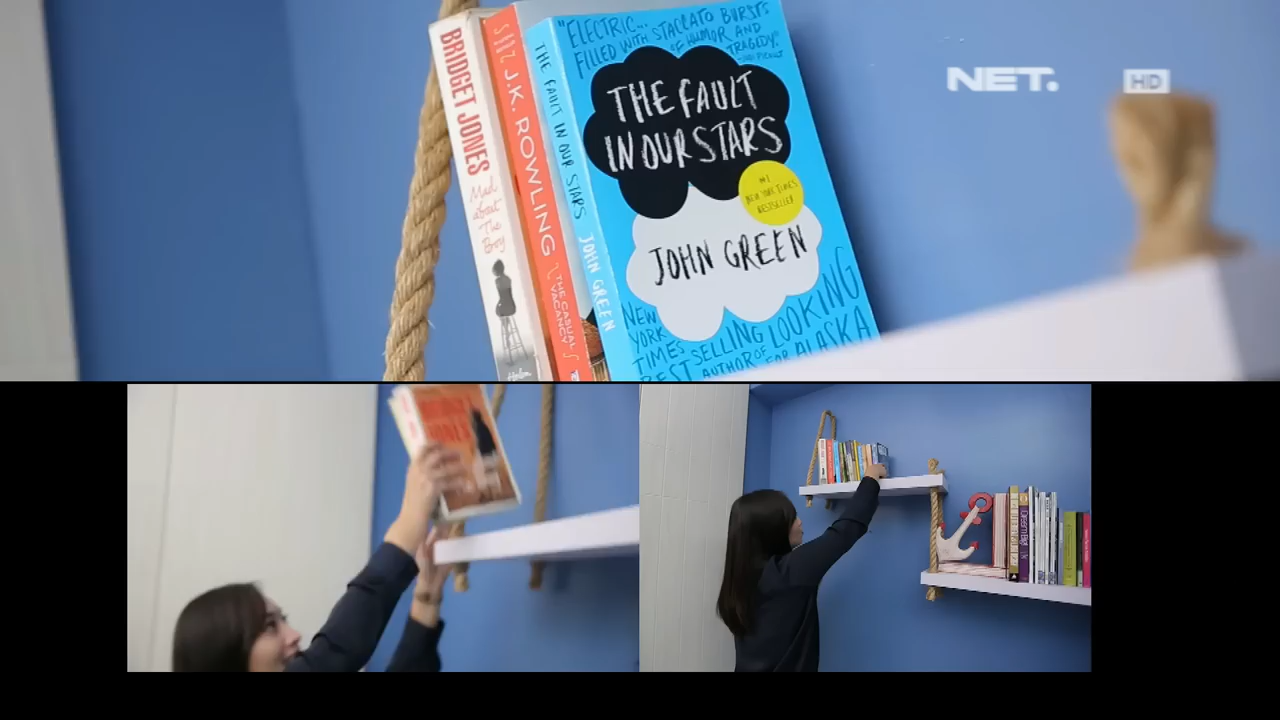 BRIDGET JONES
Mad
about
The
Boy
Helen
J.K. ROWLING
THE CASUAL
VACANCY
THE FAULT IN OUR STARS
JOHN GREEN
"ELECTRIC...
FILLED WITH STACCATO BURSTS
OF HUMOR AND
TRAGEDY."
THE FAULT
IN OUR STARS
#1
NEW YORK TIMES
BESTSELLER
JOHN GREEN
NEW
YORK
TIMES
BESTSELLING
AUTHOR OF
LOOKING
FOR ALASKA
NET.
HD